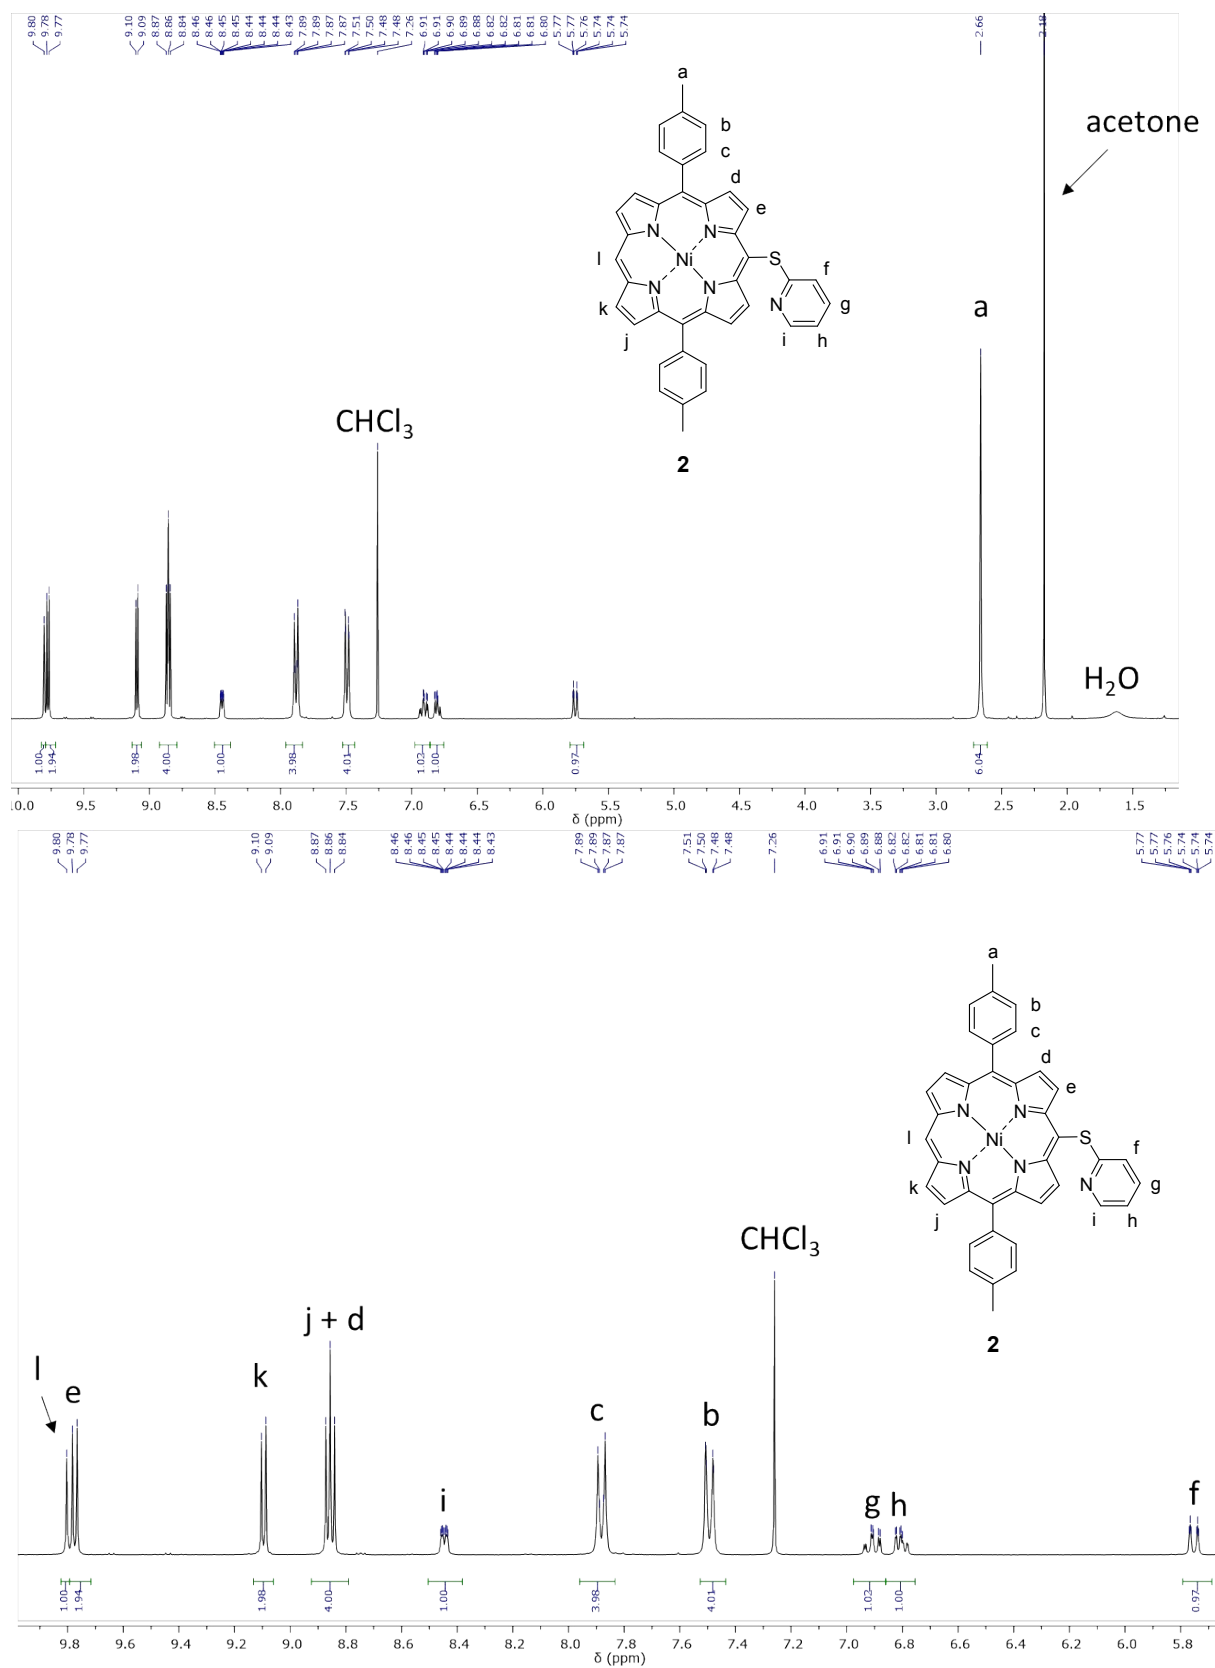 9.80
9.78
9.77
9.10
9.09
8.87
8.86
8.84
8.46
8.46
8.45
8.45
8.44
8.44
8.44
8.43
7.89
7.89
7.87
7.87
7.51
7.50
7.48
7.48
7.26
6.91
6.91
6.90
6.89
6.88
6.82
6.82
6.81
6.81
6.80
5.77
5.77
5.76
5.74
5.74
5.74
2.66
2.18
acetone
a
b
c
d
e
N
N
l
Ni
S
f
N
N
N
g
k
j
i
h
a
CHCl3
2
H2O
1.00
1.94
1.98
4.00
1.00
3.98
4.01
1.02
1.00
0.97
6.04
9.5 9.0 8.5 8.0 7.5 7.0 6.5 6.0 5.5 5.0 4.5 4.0 3.5 3.0 2.5 2.0 1.5
δ (ppm)
9.80
9.78
9.77
9.10
9.09
8.87
8.86
8.84
8.46
8.46
8.45
8.45
8.44
8.44
8.44
8.43
7.89
7.89
7.87
7.87
7.51
7.50
7.48
7.48
7.26
6.91
6.91
6.90
6.89
6.88
6.82
6.82
6.81
6.81
6.80
5.77
5.77
5.76
5.74
5.74
5.74
a
b
c
d
e
N
N
l
Ni
S
f
N
N
N
g
k
j
i
h
CHCl3
2
j + d
l
e
k
c
b
i
g
h
f
1.00
1.94
1.98
4.00
1.00
3.98
4.01
1.02
1.00
0.97
9.8 9.6 9.4 9.2 9.0 8.8 8.6 8.4 8.2 8.0 7.8 7.6 7.4 7.2 7.0 6.8 6.6 6.4 6.2 6.0 5.8
δ (ppm)